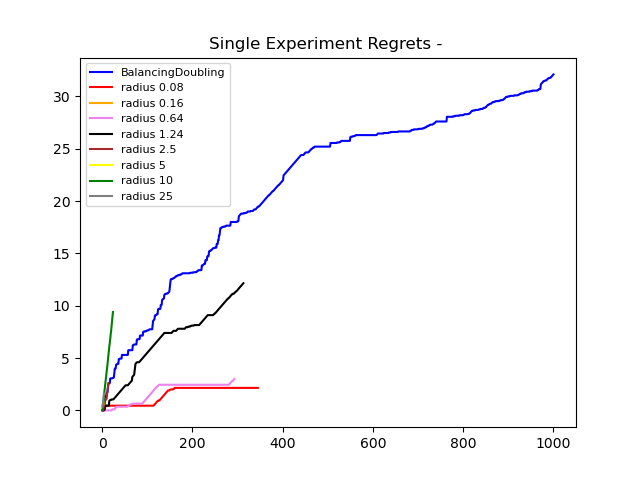 Single Experiment Regrets -
BalancingDoubling
radius 0.08
radius 0.16
radius 0.64
radius 1.24
radius 2.5
radius 5
radius 10
radius 25
30
25
20
15
10
5
0
0 200 400 600 800 1000